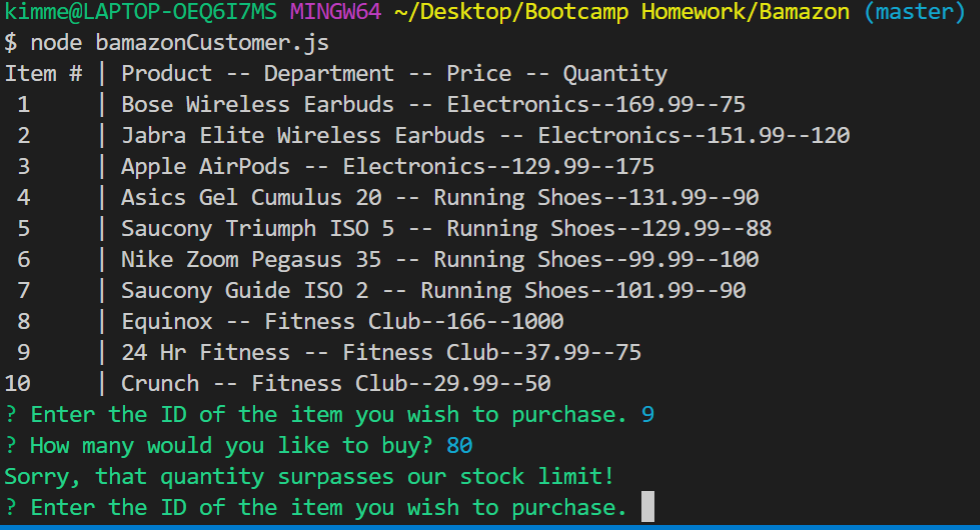 kimme@LAPTOP-OEQ6I7MS MINGW64 ~/Desktop/Bootcamp Homework/Bamazon (master)
$ node bamazonCustomer.js
Item # | Product -- Department -- Price -- Quantity
 1     | Bose Wireless Earbuds -- Electronics--169.99--75
 2     | Jabra Elite Wireless Earbuds -- Electronics--151.99--120
 3     | Apple AirPods -- Electronics--129.99--175
 4     | Asics Gel Cumulus 20 -- Running Shoes--131.99--90
 5     | Saucony Triumph ISO 5 -- Running Shoes--129.99--88
 6     | Nike Zoom Pegasus 35 -- Running Shoes--99.99--100
 7     | Saucony Guide ISO 2 -- Running Shoes--101.99--90
 8     | Equinox -- Fitness Club--166--1000
 9     | 24 Hr Fitness -- Fitness Club--37.99--75
10     | Crunch -- Fitness Club--29.99--50
? Enter the ID of the item you wish to purchase. 9
? How many would you like to buy? 80
Sorry, that quantity surpasses our stock limit!
? Enter the ID of the item you wish to purchase.